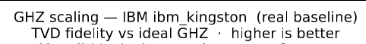 GHZ scaling — IBM ibm_kingston (real baseline)
TVD fidelity vs ideal GHZ · higher is better